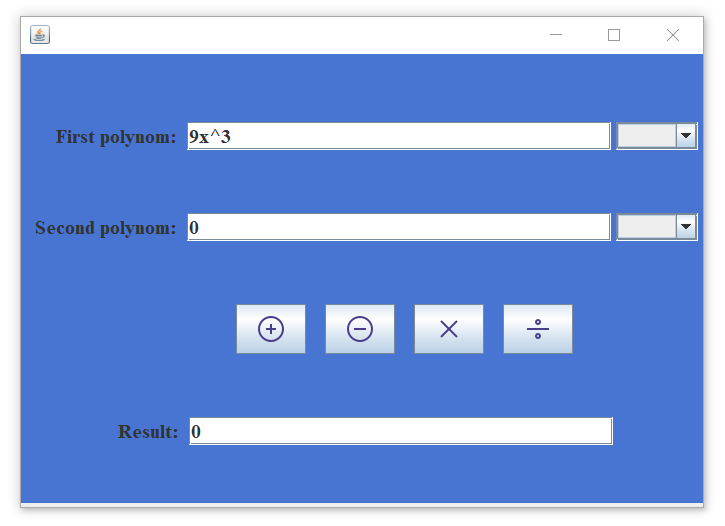 First polynom: 9x^3
Second polynom: 0
Result: 0